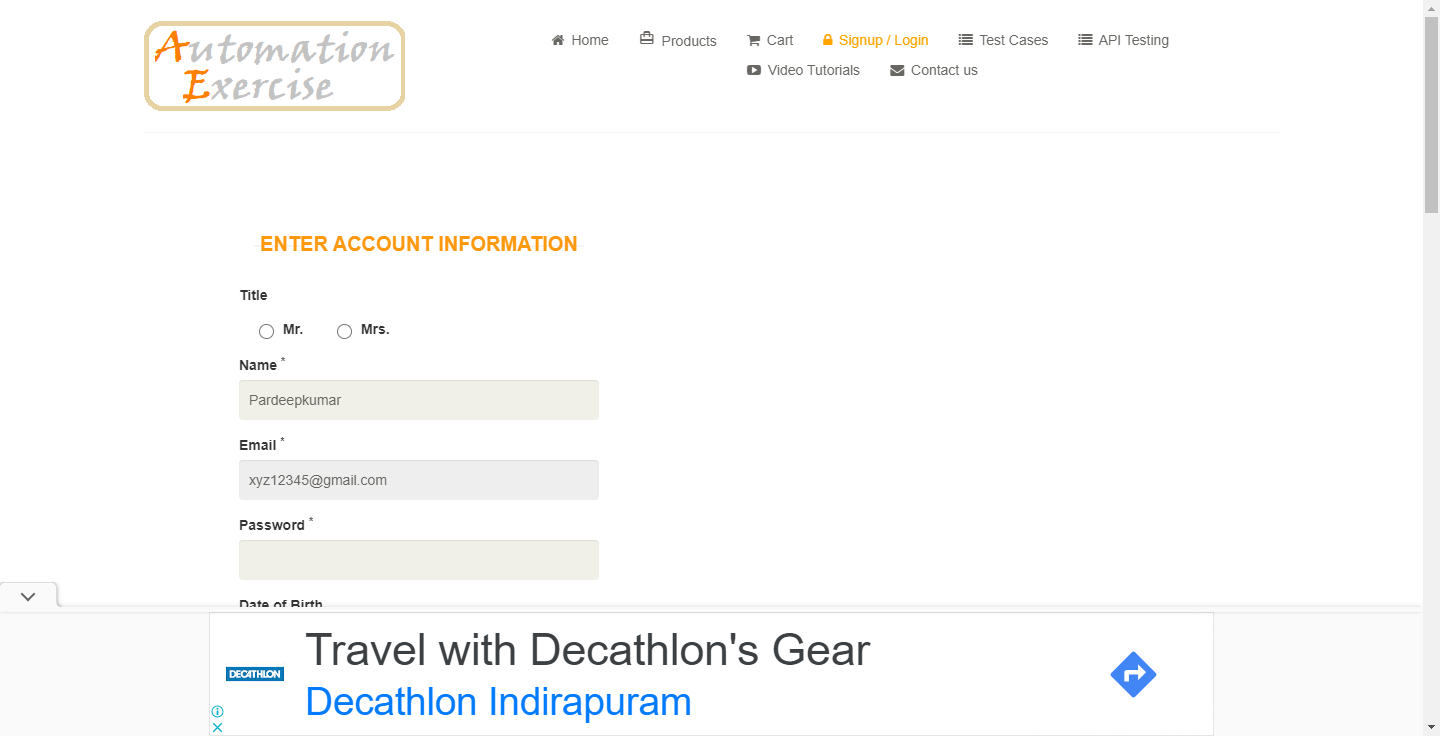 Automation
Exercise
Home Products Cart Signup / Login Test Cases API Testing
Video Tutorials Contact us
ENTER ACCOUNT INFORMATION
Title
Mr. Mrs.
Name *
Pardeepkumar
Email *
xyz12345@gmail.com
Password *
Date of Birth
Travel with Decathlon's Gear
DECATHLON
Decathlon Indirapuram